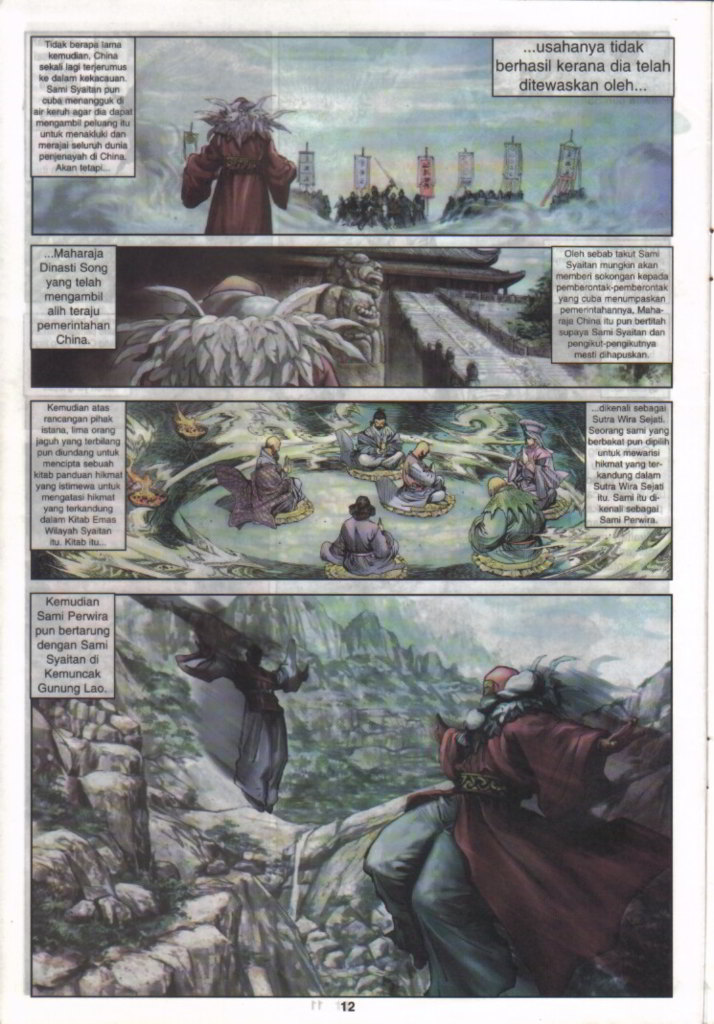 Tidak berapa lama
kemudian, China
sekali lagi terjerumus
ke dalam kekacauan.
Sami Syaitan pun
cuba menangguk di
air keruh agar dia dapat
mengambil peluang itu
untuk menakluki dan
merajai seluruh dunia
penjenayah di China.
Akan tetapi...
...usahanya tidak
berhasil kerana dia telah
ditewaskan oleh...
...Maharaja
Dinasti Song
yang telah
mengambil
alih teraju
pemerintahan
China.
Oleh sebab takut Sami
Syaitan mungkin akan
memberi sokongan kepada
pemberontak-pemberontak
yang cuba menumpaskan
pemerintahannya, Maha-
raja China itu pun bertitah
supaya Sami Syaitan dan
pengikut-pengikutnya
mesti dihapuskan.
Kemudian atas
rancangan pihak
istana, lima orang
jaguh yang terbilang
pun diundang untuk
mencipta sebuah
kitab panduan hikmat
yang istimewa untuk
mengatasi hikmat
yang terkandung
dalam Kitab Emas
Wilayah Syaitan
itu. Kitab itu...
...dikenali sebagai
Sutra Wira Sejati.
Seorang sami yang
berbakat pun dipilih
untuk mewarisi
hikmat yang ter-
kandung dalam
Sutra Wira Sejati
itu. Sami itu di-
kenali sebagai
Sami Perwira.
Kemudian
Sami Perwira
pun bertarung
dengan Sami
Syaitan di
Kemuncak
Gunung Lao.
12